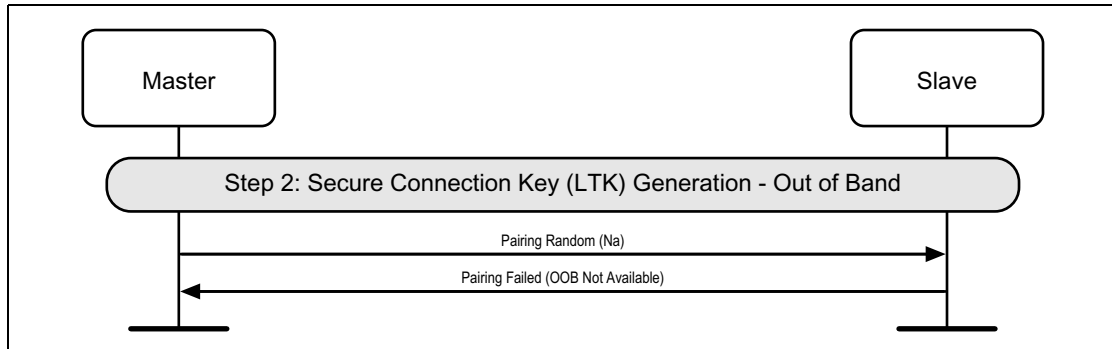 Master
Slave
Step 2: Secure Connection Key (LTK) Generation - Out of Band
Pairing Random (Na)
Pairing Failed (OOB Not Available)